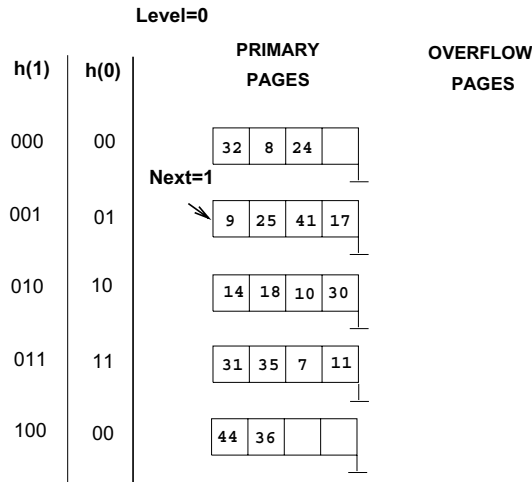 Level=0
h(1) h(0) PRIMARY PAGES OVERFLOW PAGES
000 00 32 8 24
Next=1
001 01 9 25 41 17
010 10 14 18 10 30
011 11 31 35 7 11
100 00 44 36